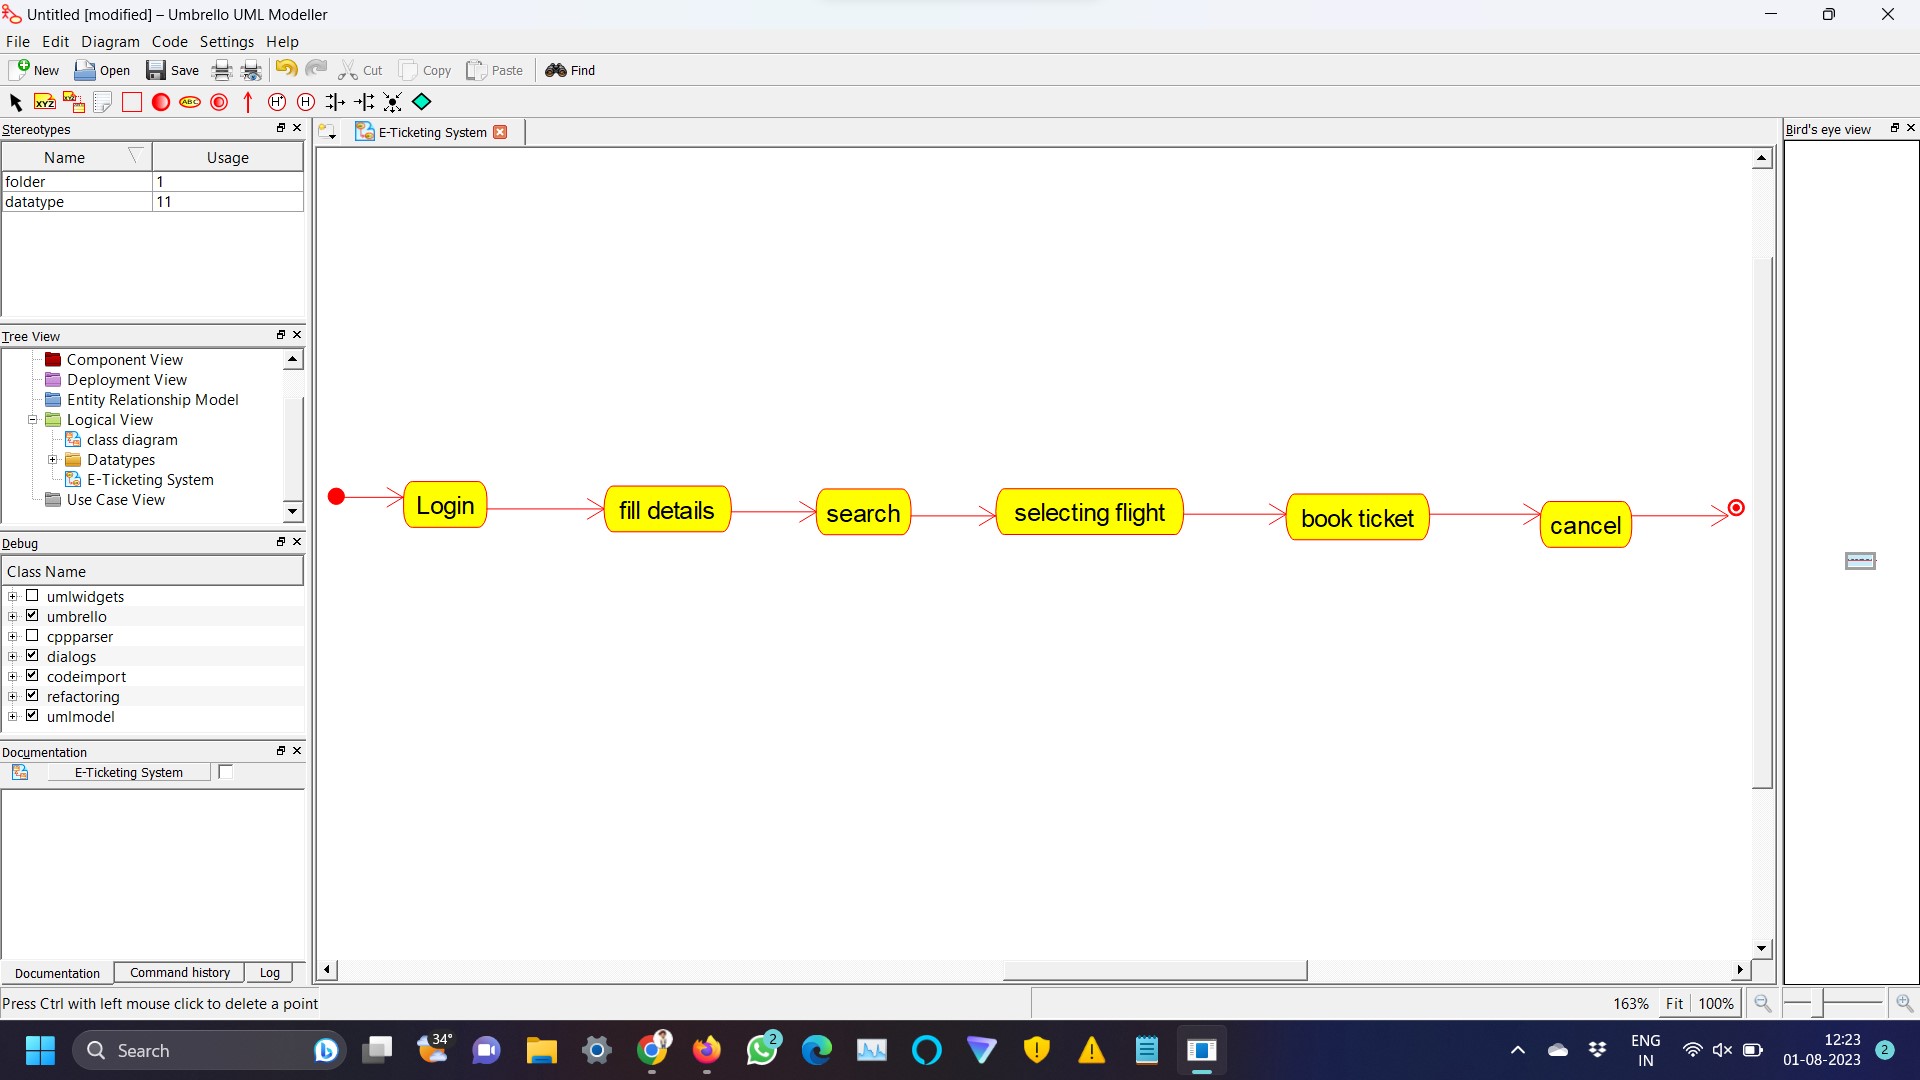 Untitled [modified] – Umbrello UML Modeller
File Edit Diagram Code Settings Help
New Open Save Cut Copy Paste Find
XYZ XYZ ABC H* H
Stereotypes
Name Usage
folder 1
datatype 11
E-Ticketing System
Bird's eye view
Tree View
Component View
Deployment View
Entity Relationship Model
Logical View
class diagram
Datatypes
E-Ticketing System
Use Case View
Login fill details search selecting flight book ticket cancel
Debug
Class Name
umlwidgets
umbrello
cppparser
dialogs
codeimport
refactoring
umlmodel
Documentation
E-Ticketing System
Documentation Command history Log
Press Ctrl with left mouse click to delete a point
163% Fit 100%
Search
34°
2
ENG
IN
12:23
01-08-2023
2